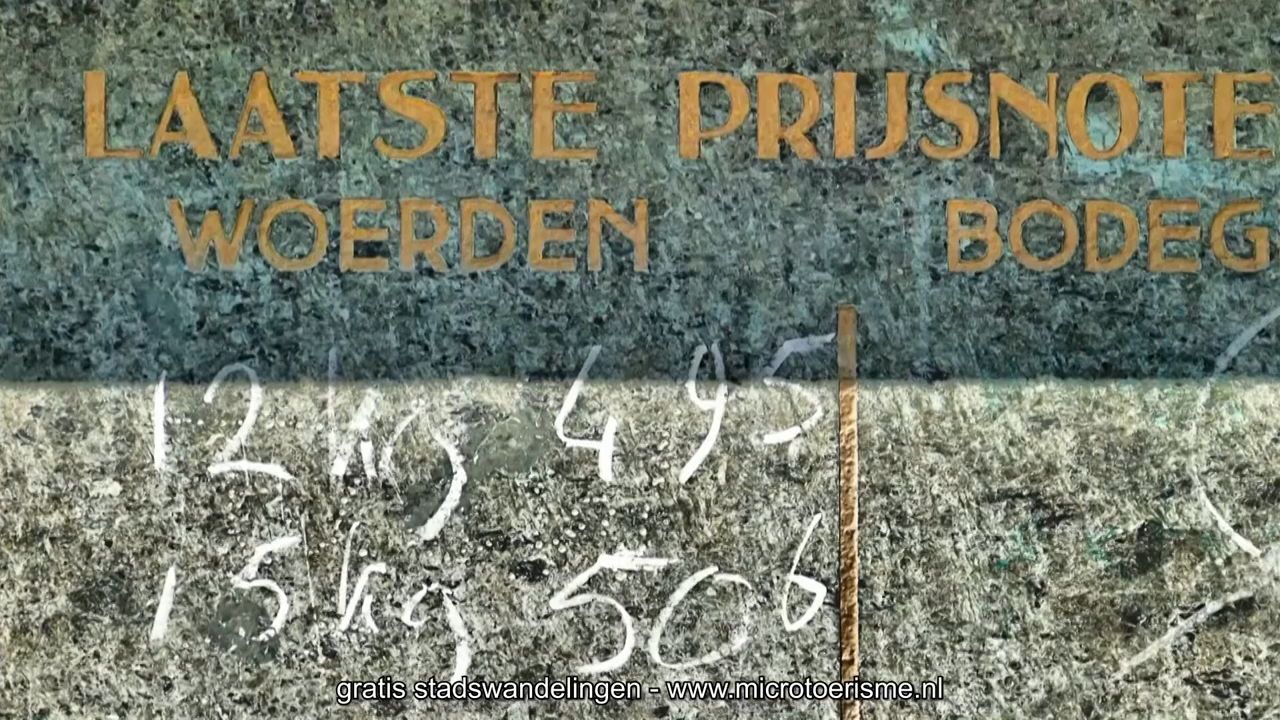 LAATSTE PRIJSNOTE
WOERDEN BODEG
12 kg 495
15 kg 506
gratis stadswandelingen - www.microtoerisme.nl